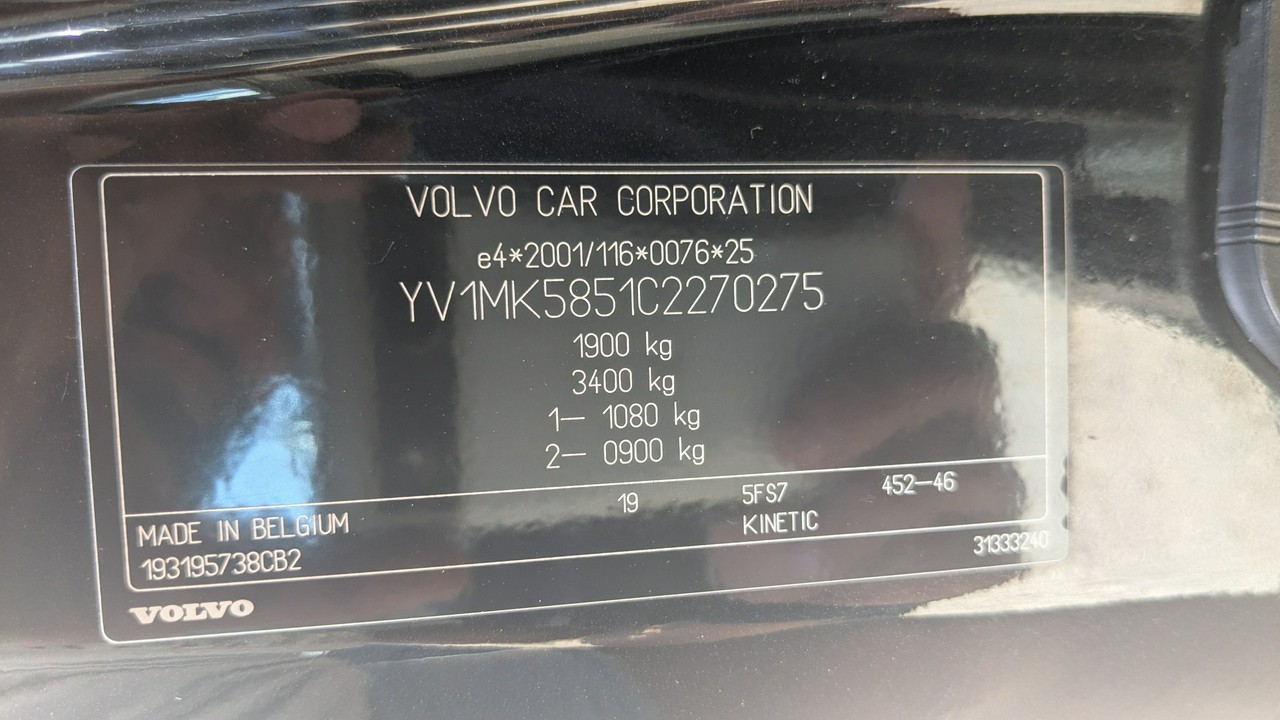 VOLVO CAR CORPORATION
e4*2001/116*0076*25
YV1MK5851C2270275
1900 kg
3400 kg
1— 1080 kg
2— 0900 kg
19 5FS7 452—46
MADE IN BELGIUM KINETIC
193195738CB2 31333240
VOLVO